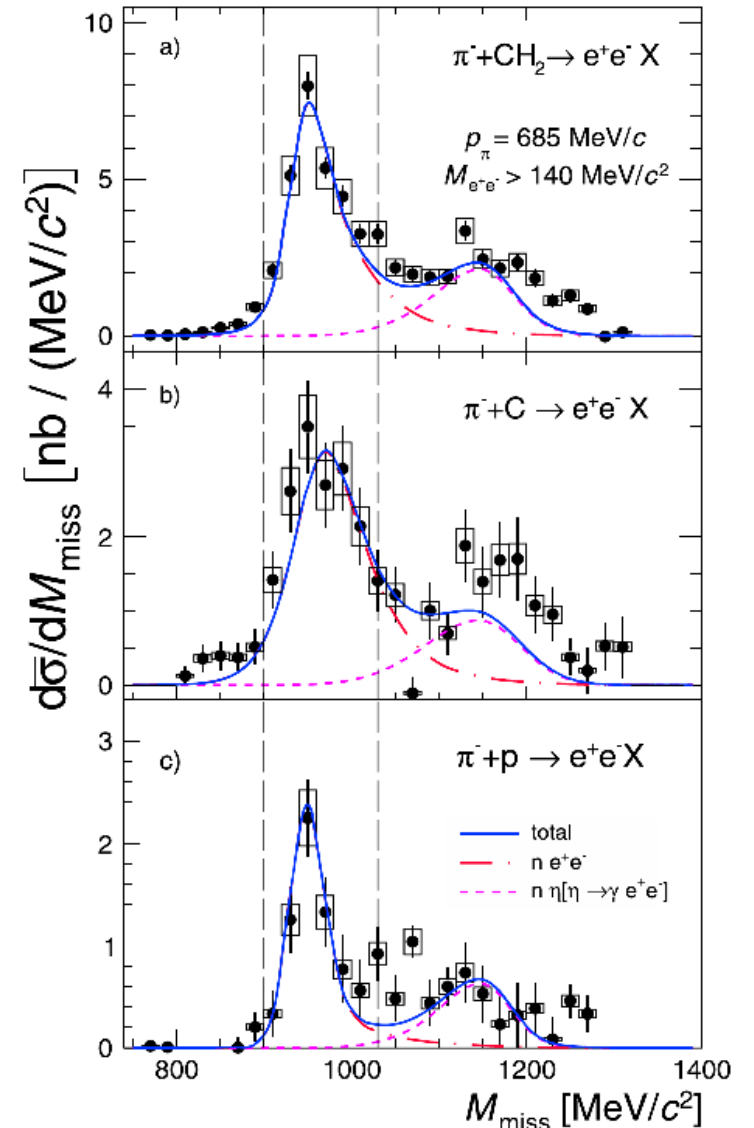 dσ̅/dM_miss [nb / (MeV/c²)]
a)
π⁻+CH₂→ e⁺e⁻ X
p_π = 685 MeV/c
M_e⁺e⁻ > 140 MeV/c²
10
5
0
b)
π⁻+C → e⁺e⁻ X
4
2
0
c)
π⁻+p → e⁺e⁻X
total
n e⁺e⁻
n η[η →γ e⁺e⁻]
3
2
1
0
800 1000 1200 1400
M_miss [MeV/c²]